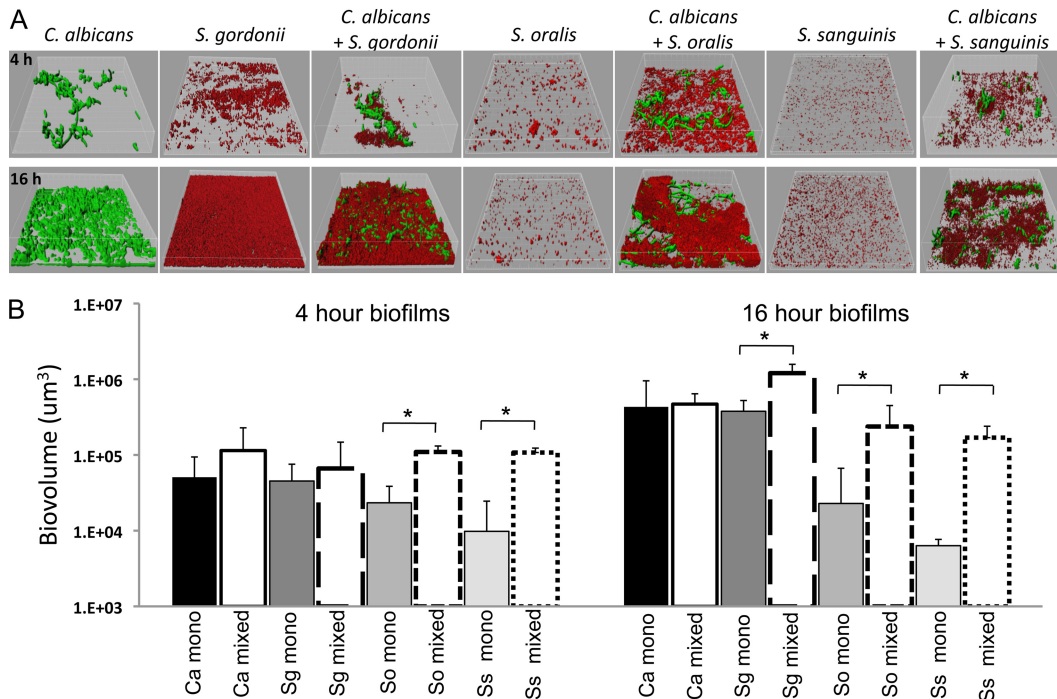 A
C. albicans
S. gordonii
C. albicans
+ S. gordonii
S. oralis
C. albicans
+ S. oralis
S. sanguinis
C. albicans
+ S. sanguinis
4 h
16 h
B
4 hour biofilms
16 hour biofilms
Biovolume (um³)
1.E+07
1.E+06
1.E+05
1.E+04
1.E+03
* * * * *
Ca mono
Ca mixed
Sg mono
Sg mixed
So mono
So mixed
Ss mono
Ss mixed
Ca mono
Ca mixed
Sg mono
Sg mixed
So mono
So mixed
Ss mono
Ss mixed